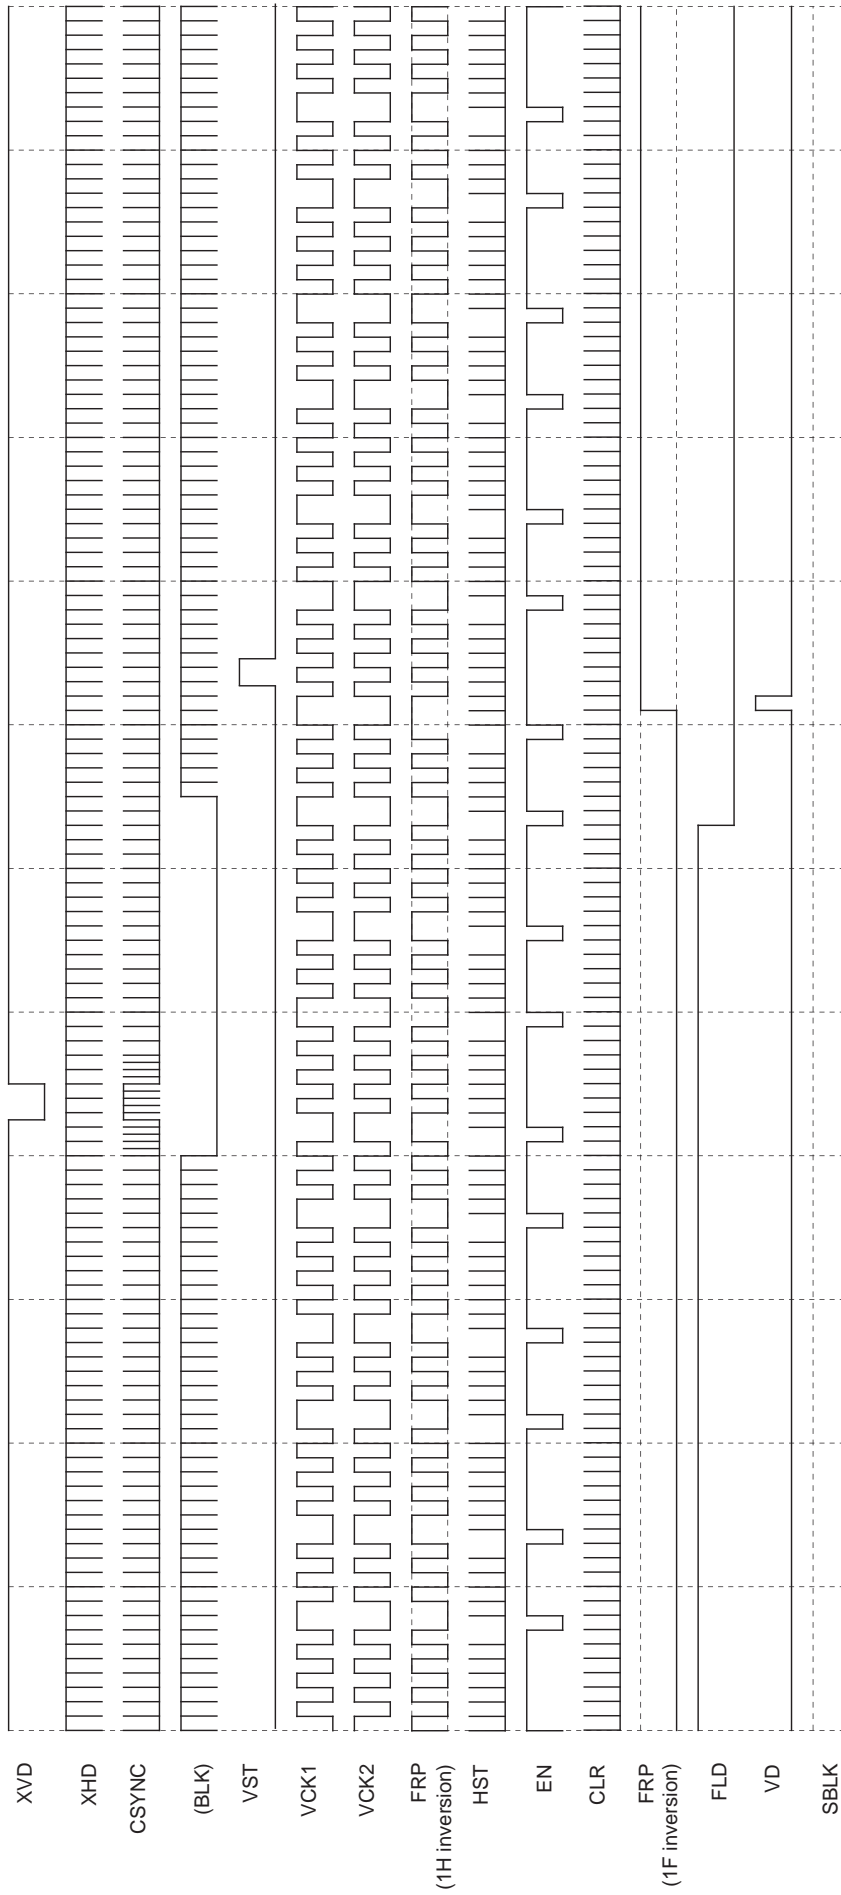 XVD
XHD
CSYNC
(BLK)
VST
VCK1
VCK2
FRP
(1H inversion)
HST
EN
CLR
FRP
(1F inversion)
FLD
VD
SBLK